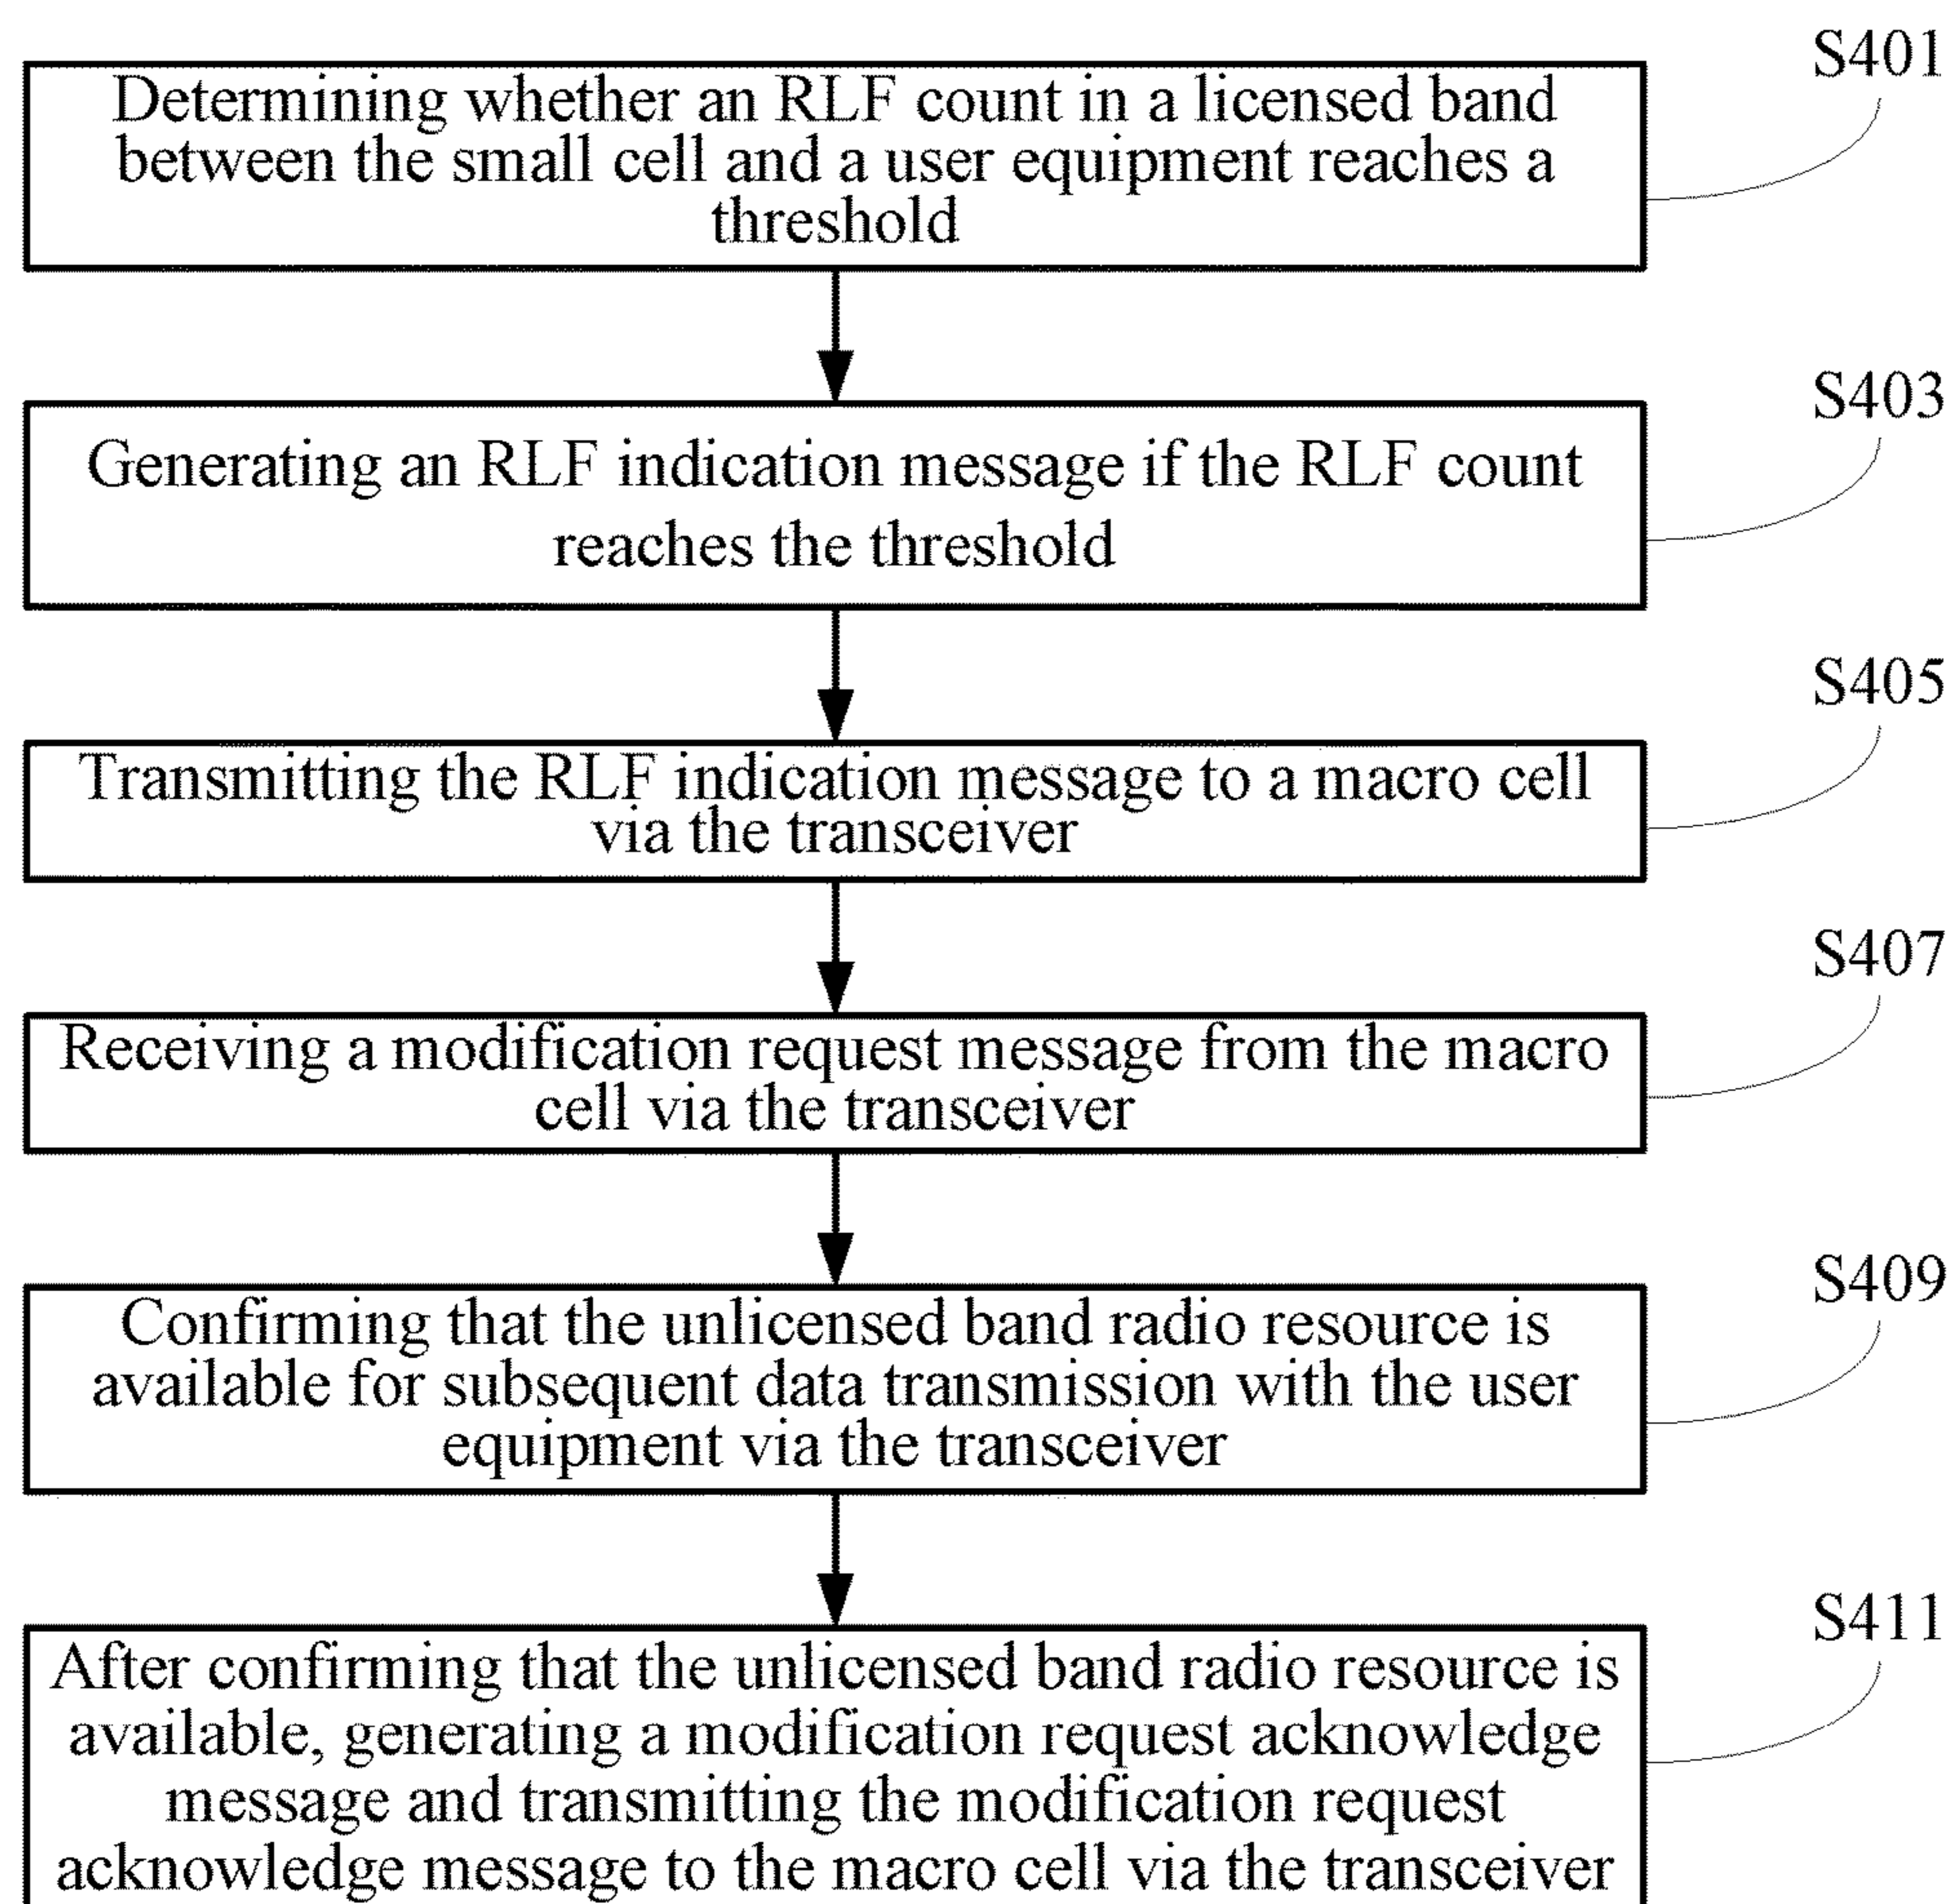 S401
Determining whether an RLF count in a licensed band
between the small cell and a user equipment reaches a
threshold
S403
Generating an RLF indication message if the RLF count
reaches the threshold
S405
Transmitting the RLF indication message to a macro cell
via the transceiver
S407
Receiving a modification request message from the macro
cell via the transceiver
S409
Confirming that the unlicensed band radio resource is
available for subsequent data transmission with the user
equipment via the transceiver
S411
After confirming that the unlicensed band radio resource is
available, generating a modification request acknowledge
message and transmitting the modification request
acknowledge message to the macro cell via the transceiver